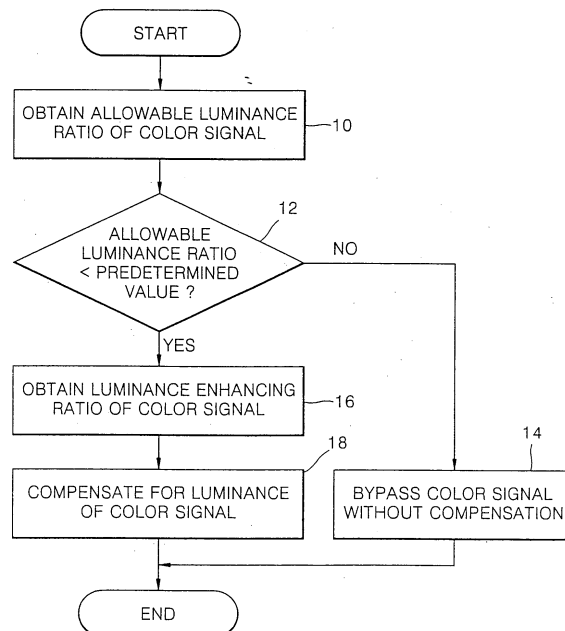 START
OBTAIN ALLOWABLE LUMINANCE
RATIO OF COLOR SIGNAL
10
12
ALLOWABLE
LUMINANCE RATIO
< PREDETERMINED
VALUE ?
NO
YES
OBTAIN LUMINANCE ENHANCING
RATIO OF COLOR SIGNAL
16
18
COMPENSATE FOR LUMINANCE
OF COLOR SIGNAL
14
BYPASS COLOR SIGNAL
WITHOUT COMPENSATION
END